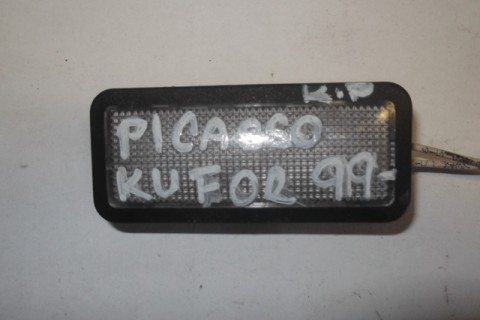 K.P
PICASSO
KUFOR 99-